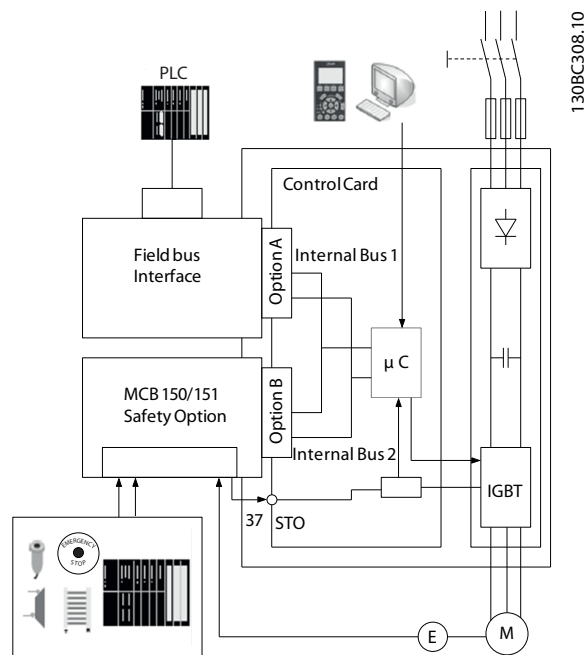 130BC308.10
PLC
Control Card
Field bus
Interface
Option A
Internal Bus 1
µ C
MCB 150/151
Safety Option
Option B
Internal Bus 2
IGBT
37
STO
EMERGENCY
STOP
E
M